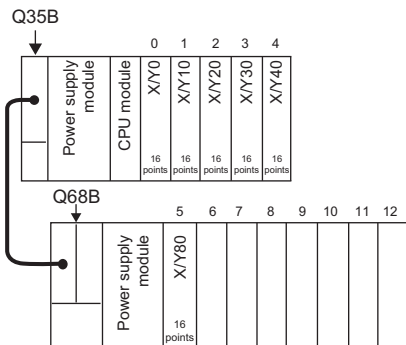 Q35B
0 1 2 3 4
Power supply
module
CPU module
X/Y0
X/Y10
X/Y20
X/Y30
X/Y40
16
points
16
points
16
points
16
points
16
points
Q68B
5 6 7 8 9 10 11 12
Power supply
module
X/Y80
16
points